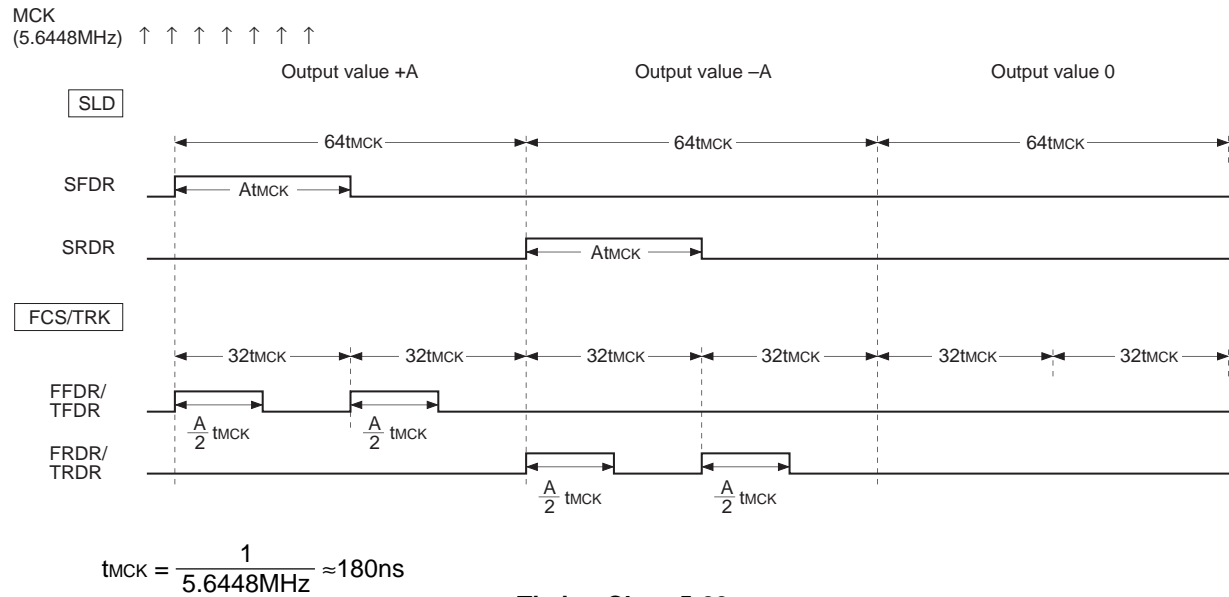 MCK
(5.6448MHz) ↑ ↑ ↑ ↑ ↑ ↑ ↑
Output value +A Output value –A Output value 0
SLD
64tMCK 64tMCK 64tMCK
SFDR AtMCK
SRDR AtMCK
FCS/TRK
32tMCK 32tMCK 32tMCK 32tMCK 32tMCK 32tMCK
FFDR/
TFDR
A/2 tMCK A/2 tMCK
FRDR/
TRDR
A/2 tMCK A/2 tMCK
tMCK = 1/5.6448MHz ≈180ns